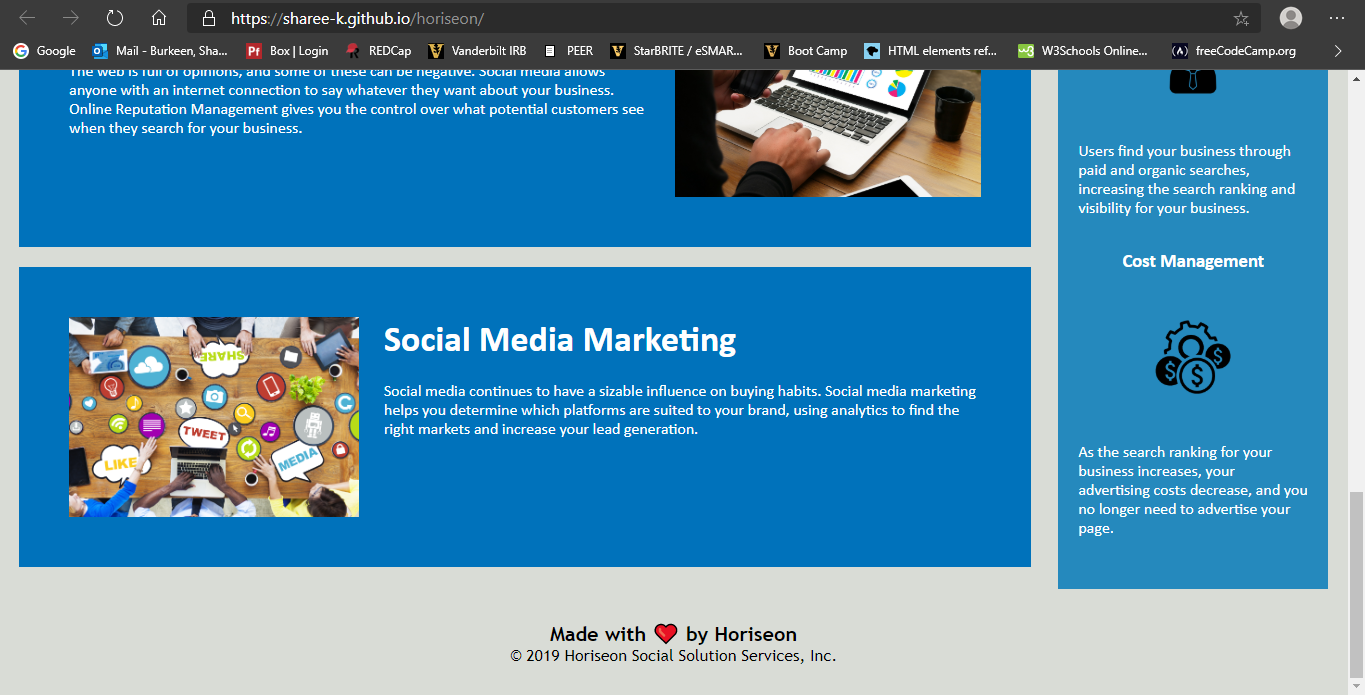 https://sharee-k.github.io/horiseon/
Google
Mail - Burkeen, Sha...
Box | Login
REDCap
Vanderbilt IRB
PEER
StarBRITE / eSMAR...
Boot Camp
HTML elements ref...
W3Schools Online...
freeCodeCamp.org
The web is full of opinions, and some of these can be negative. Social media allows
anyone with an internet connection to say whatever they want about your business.
Online Reputation Management gives you the control over what potential customers see
when they search for your business.
Social Media Marketing
Social media continues to have a sizable influence on buying habits. Social media marketing
helps you determine which platforms are suited to your brand, using analytics to find the
right markets and increase your lead generation.
SHARE
TWEET
LIKE
MEDIA
Users find your business through
paid and organic searches,
increasing the search ranking and
visibility for your business.
Cost Management
$ $ $
As the search ranking for your
business increases, your
advertising costs decrease, and you
no longer need to advertise your
page.
Made with ❤️ by Horiseon
© 2019 Horiseon Social Solution Services, Inc.